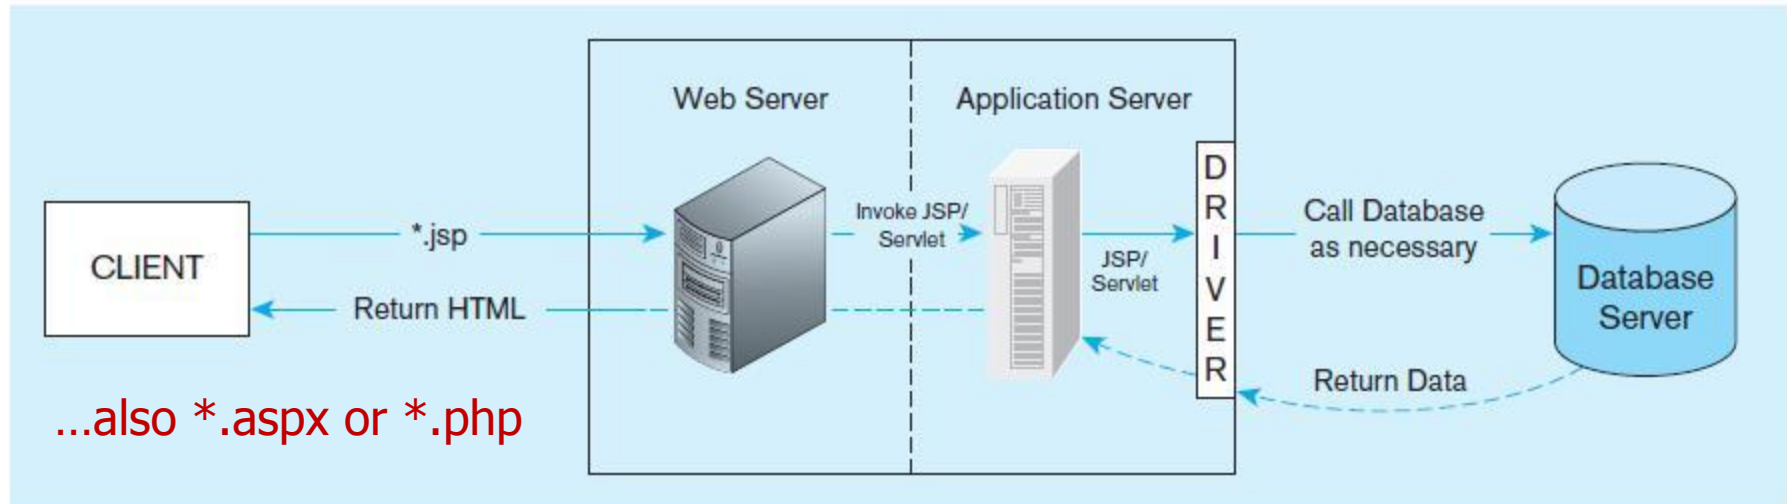 Web Server
Application Server
CLIENT
*.jsp
Return HTML
Invoke JSP/
Servlet
JSP/
Servlet
DRIVER
Call Database
as necessary
Return Data
Database
Server
...also *.aspx or *.php